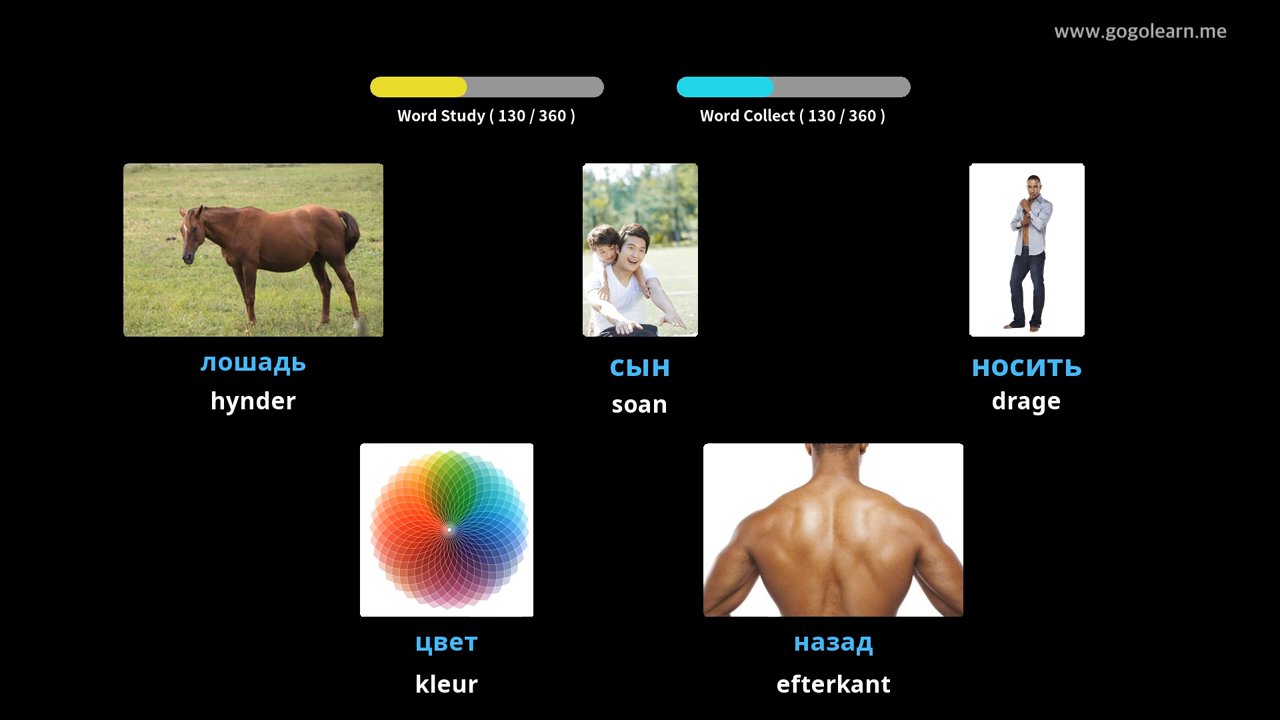 www.gogolearn.me
Word Study ( 130 / 360 )
Word Collect ( 130 / 360 )
лошадь
hynder
сын
soan
носить
drage
цвет
kleur
назад
efterkant